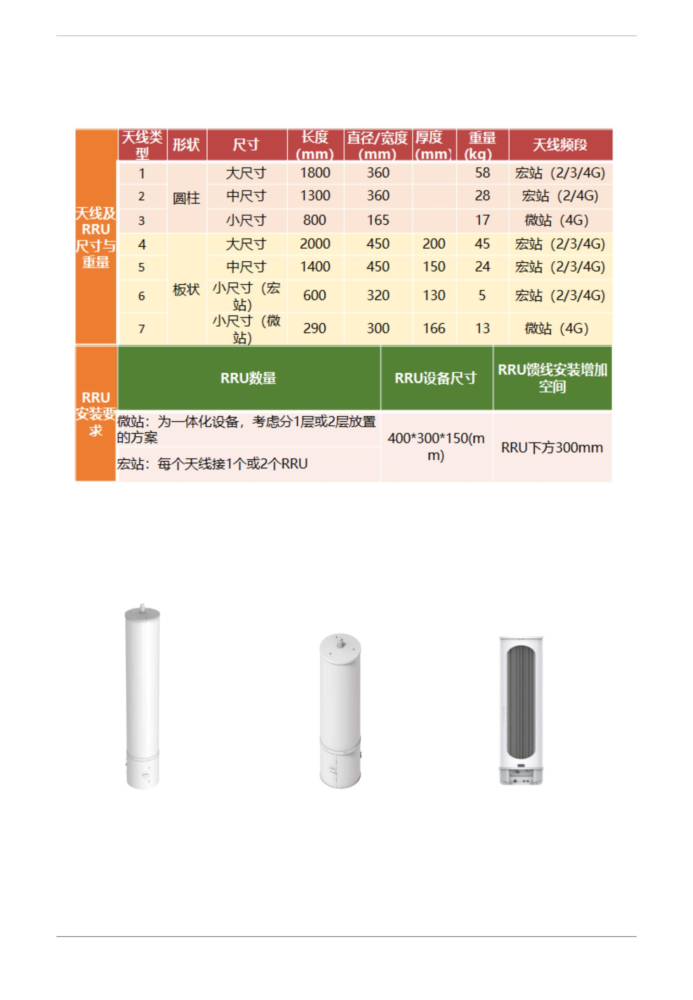 天线及
RRU
尺寸与
重量
天线类
型
形状
尺寸
长度
(mm)
直径/宽度
(mm)
厚度
(mm)
重量
(kg)
天线频段
1
圆柱
大尺寸
1800
360
58
宏站（2/3/4G)
2
中尺寸
1300
360
28
宏站（2/4G)
3
小尺寸
800
165
17
微站（4G）
4
板状
大尺寸
2000
450
200
45
宏站（2/3/4G)
5
中尺寸
1400
450
150
24
宏站（2/3/4G)
6
小尺寸（宏
站）
600
320
130
5
宏站（2/3/4G)
7
小尺寸（微
站）
290
300
166
13
微站（4G）
RRU
安装要
求
RRU数量
RRU设备尺寸
RRU馈线安装增加
空间
微站：为一体化设备，考虑分1层或2层放置
的方案
宏站：每个天线接1个或2个RRU
400*300*150(m
m)
RRU下方300mm